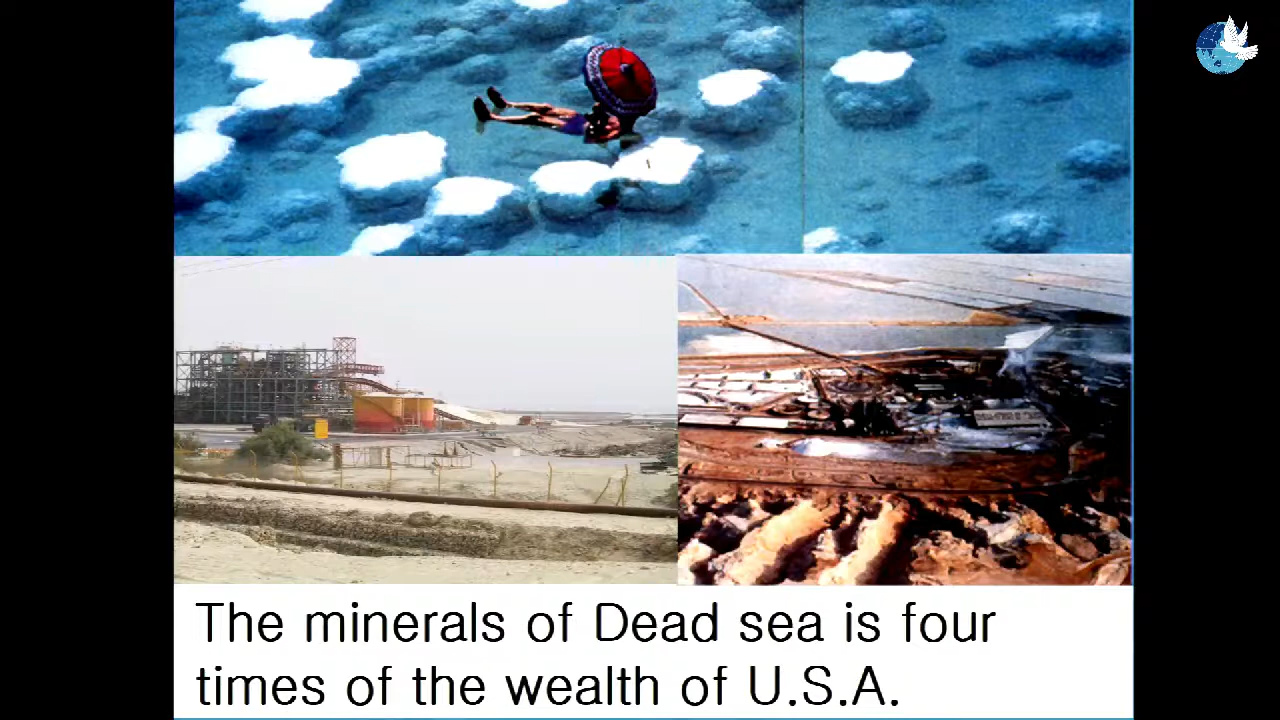 The minerals of Dead sea is four
times of the wealth of U.S.A.